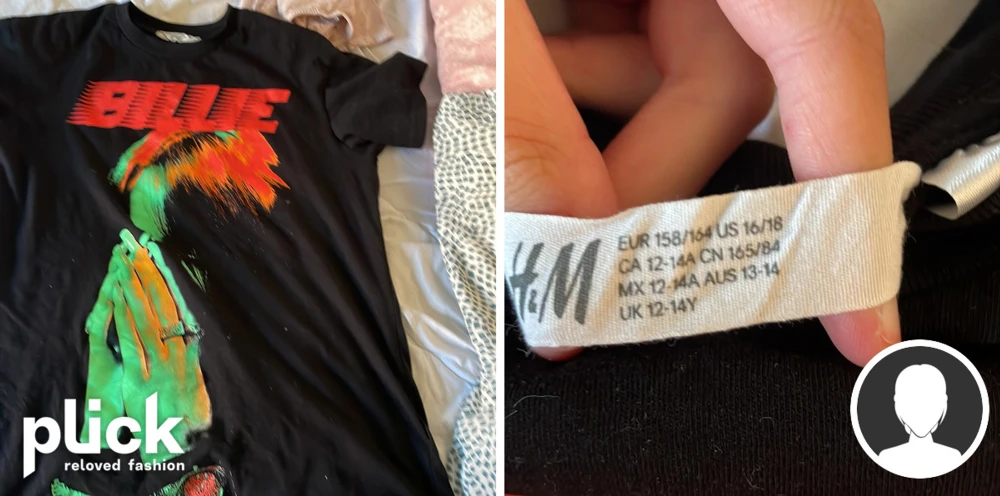 BILLIE
plick
reloved fashion
H&M
EUR 158/164 US 16/18
CA 12-14A CN 165/84
MX 12-14A AUS 13-14
UK 12-14Y